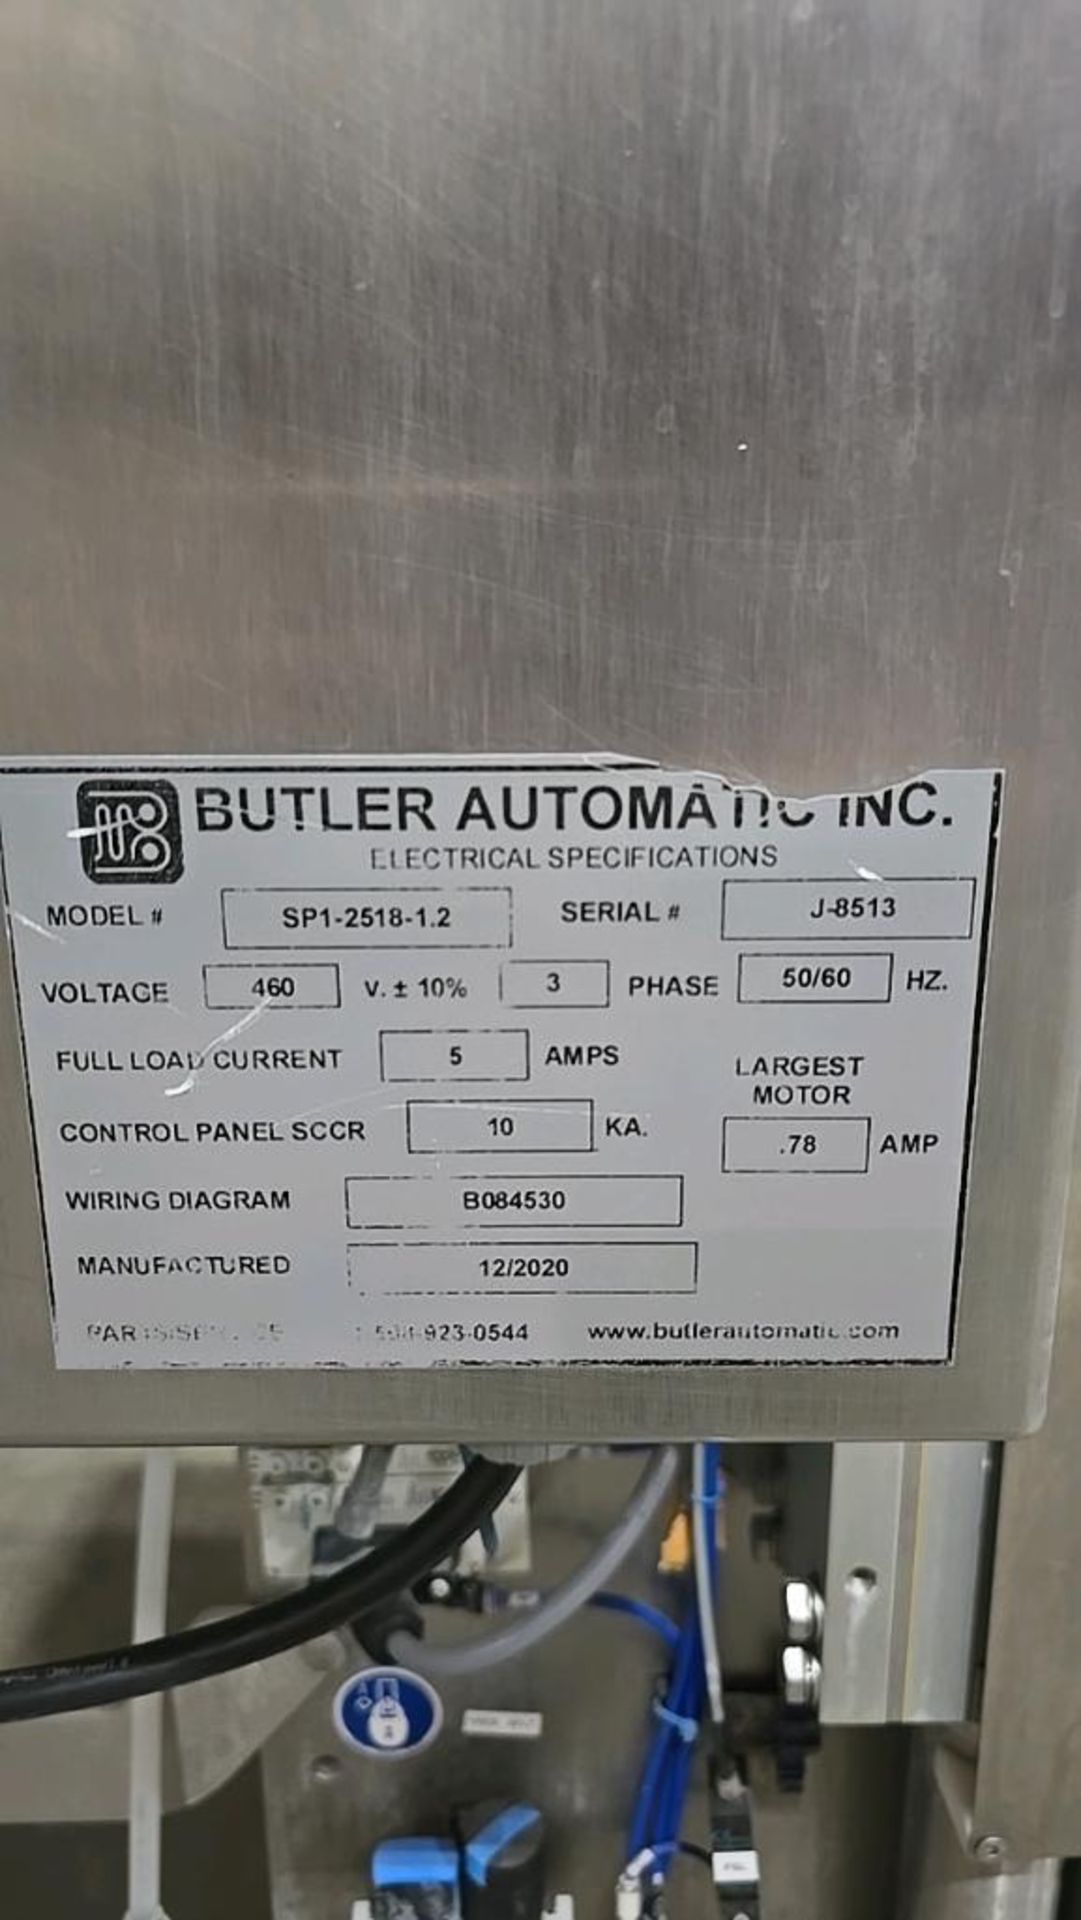 BUTLER AUTOMATIC INC.
ELECTRICAL SPECIFICATIONS
MODEL # SP1-2518-1.2 SERIAL # J-8513
VOLTAGE 460 V. ± 10% 3 PHASE 50/60 HZ.
FULL LOAD CURRENT 5 AMPS
LARGEST
MOTOR
CONTROL PANEL SCCR 10 KA.
.78 AMP
WIRING DIAGRAM B084530
MANUFACTURED 12/2020
923-0544 www.butlerautomatic.com